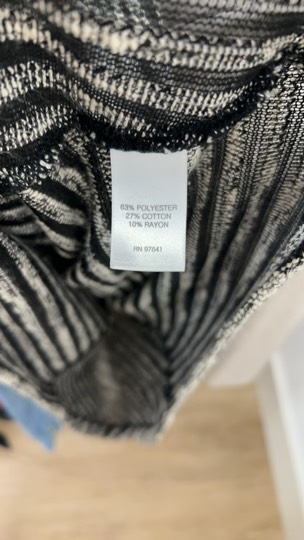 63% POLYESTER
27% COTTON
10% RAYON
RN 97641